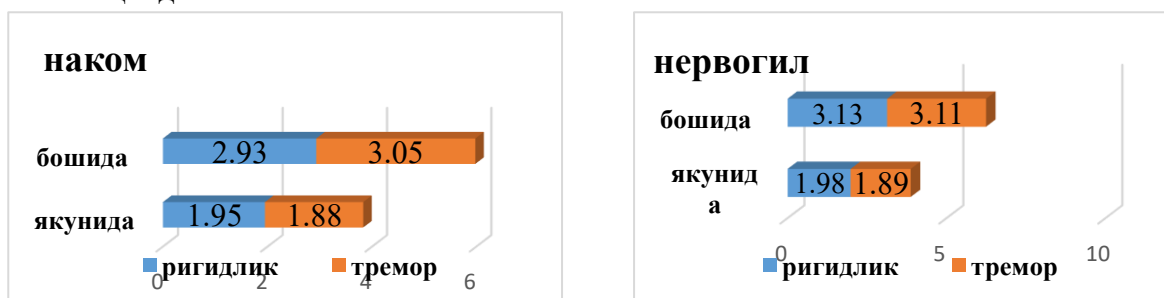 наком
бошида
2.93 3.05
якунида
1.95 1.88
0 2 4 6
ригидлик тремор
нервогил
бошида
3.13 3.11
якунид
а
1.98 1.89
0 5 10
ригидлик тремор